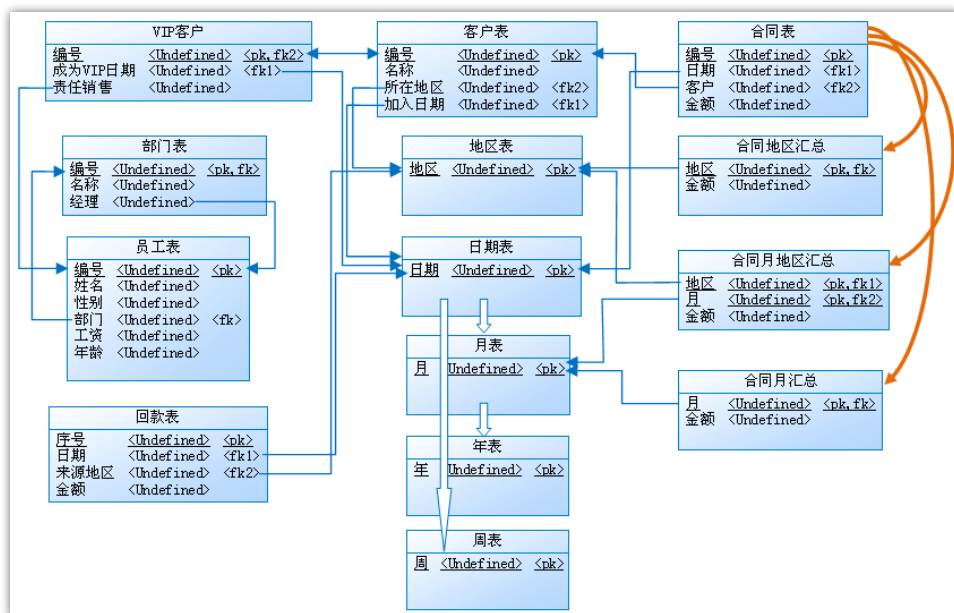 VIP客户
编号 <Undefined> <pk,fk2>
成为VIP日期 <Undefined> <fk1>
责任销售 <Undefined>
客户表
编号 <Undefined> <pk>
名称 <Undefined>
所在地区 <Undefined> <fk2>
加入日期 <Undefined> <fk1>
合同表
编号 <Undefined> <pk>
日期 <Undefined> <fk1>
客户 <Undefined> <fk2>
金额 <Undefined>
部门表
编号 <Undefined> <pk,fk>
名称 <Undefined>
经理 <Undefined>
地区表
地区 <Undefined> <pk>
合同地区汇总
地区 <Undefined> <pk,fk>
金额 <Undefined>
员工表
编号 <Undefined> <pk>
姓名 <Undefined>
性别 <Undefined>
部门 <Undefined> <fk>
工资 <Undefined>
年龄 <Undefined>
日期表
日期 <Undefined> <pk>
合同月地区汇总
地区 <Undefined> <pk,fk1>
月 <Undefined> <pk,fk2>
金额 <Undefined>
月表
月 Undefined> <pk>
合同月汇总
月 <Undefined> <pk,fk>
金额 <Undefined>
回款表
序号 <Undefined> <pk>
日期 <Undefined> <fk1>
来源地区 <Undefined> <fk2>
金额 <Undefined>
年表
年 Undefined> <pk>
周表
周 <Undefined> <pk>